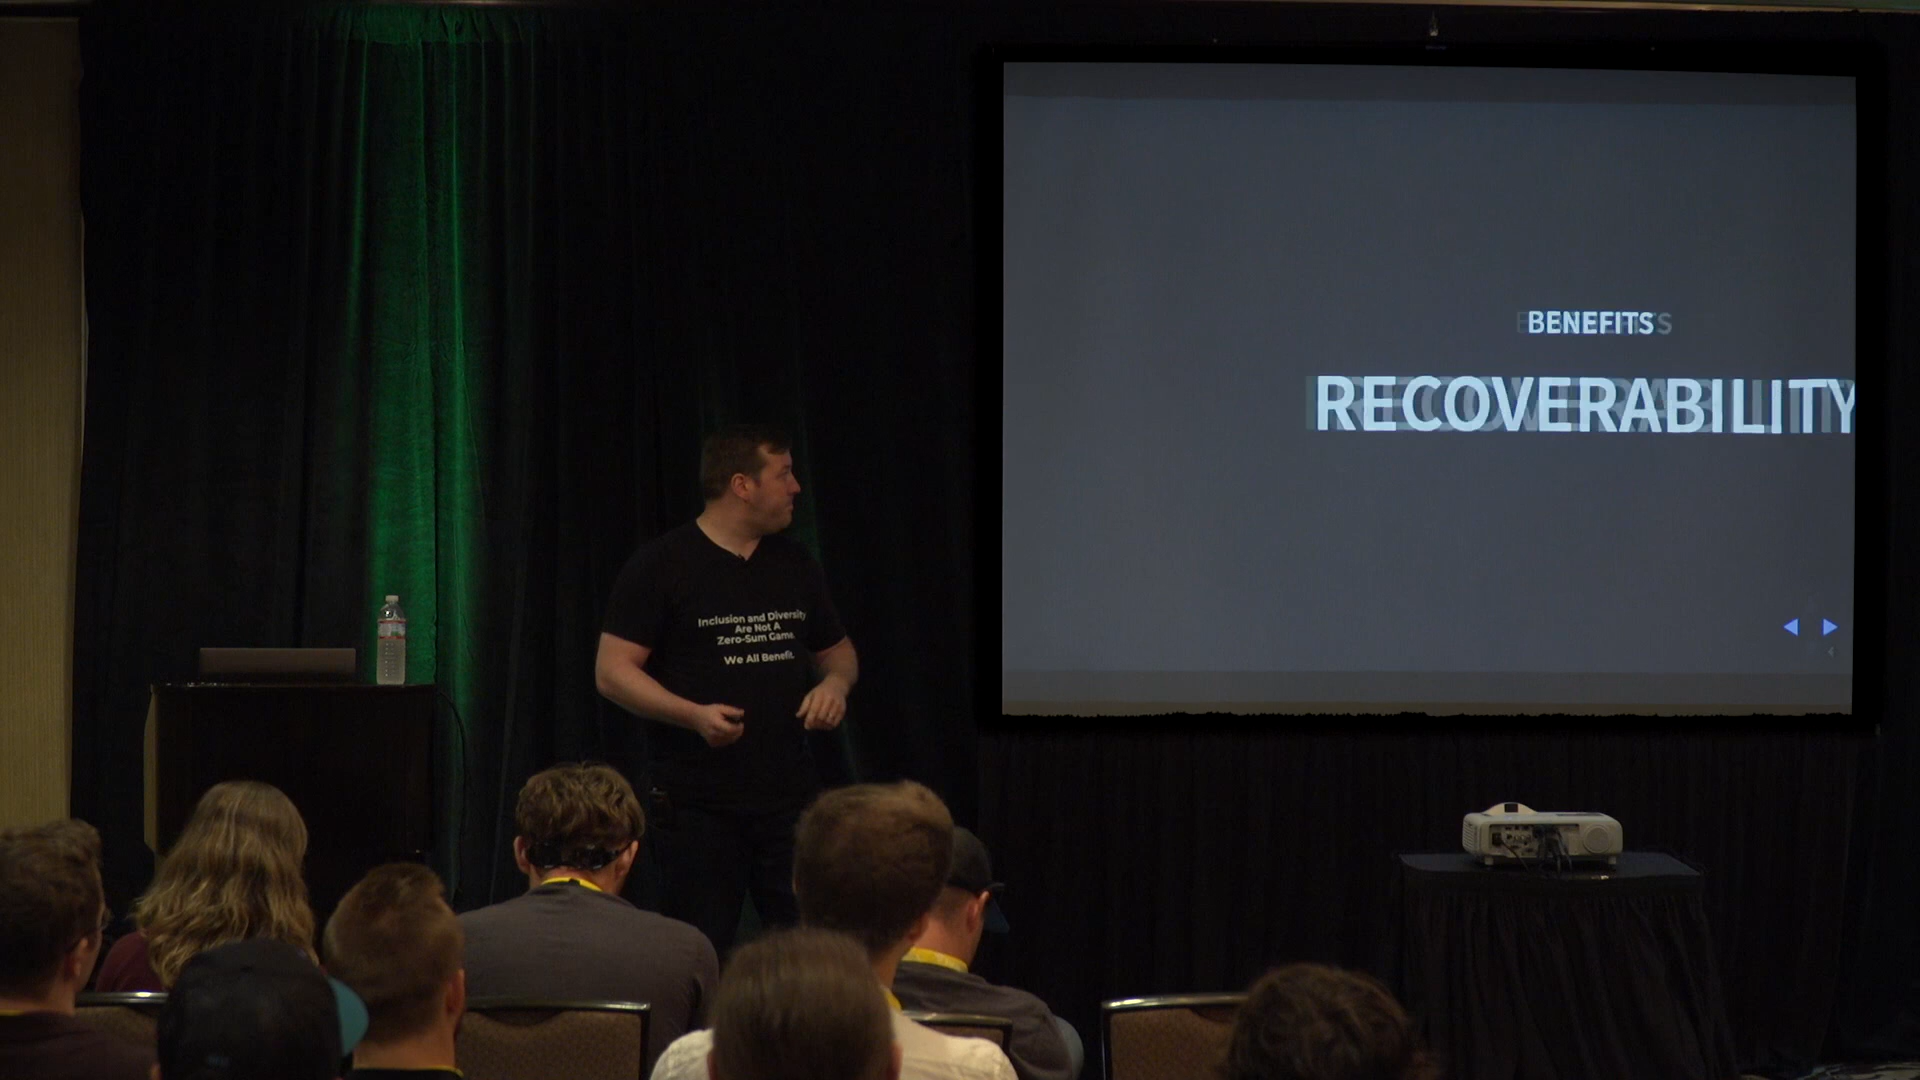 BENEFITS
RECOVERABILITY
Inclusion and Diversity
Are Not A
Zero-Sum Game.
We All Benefit.